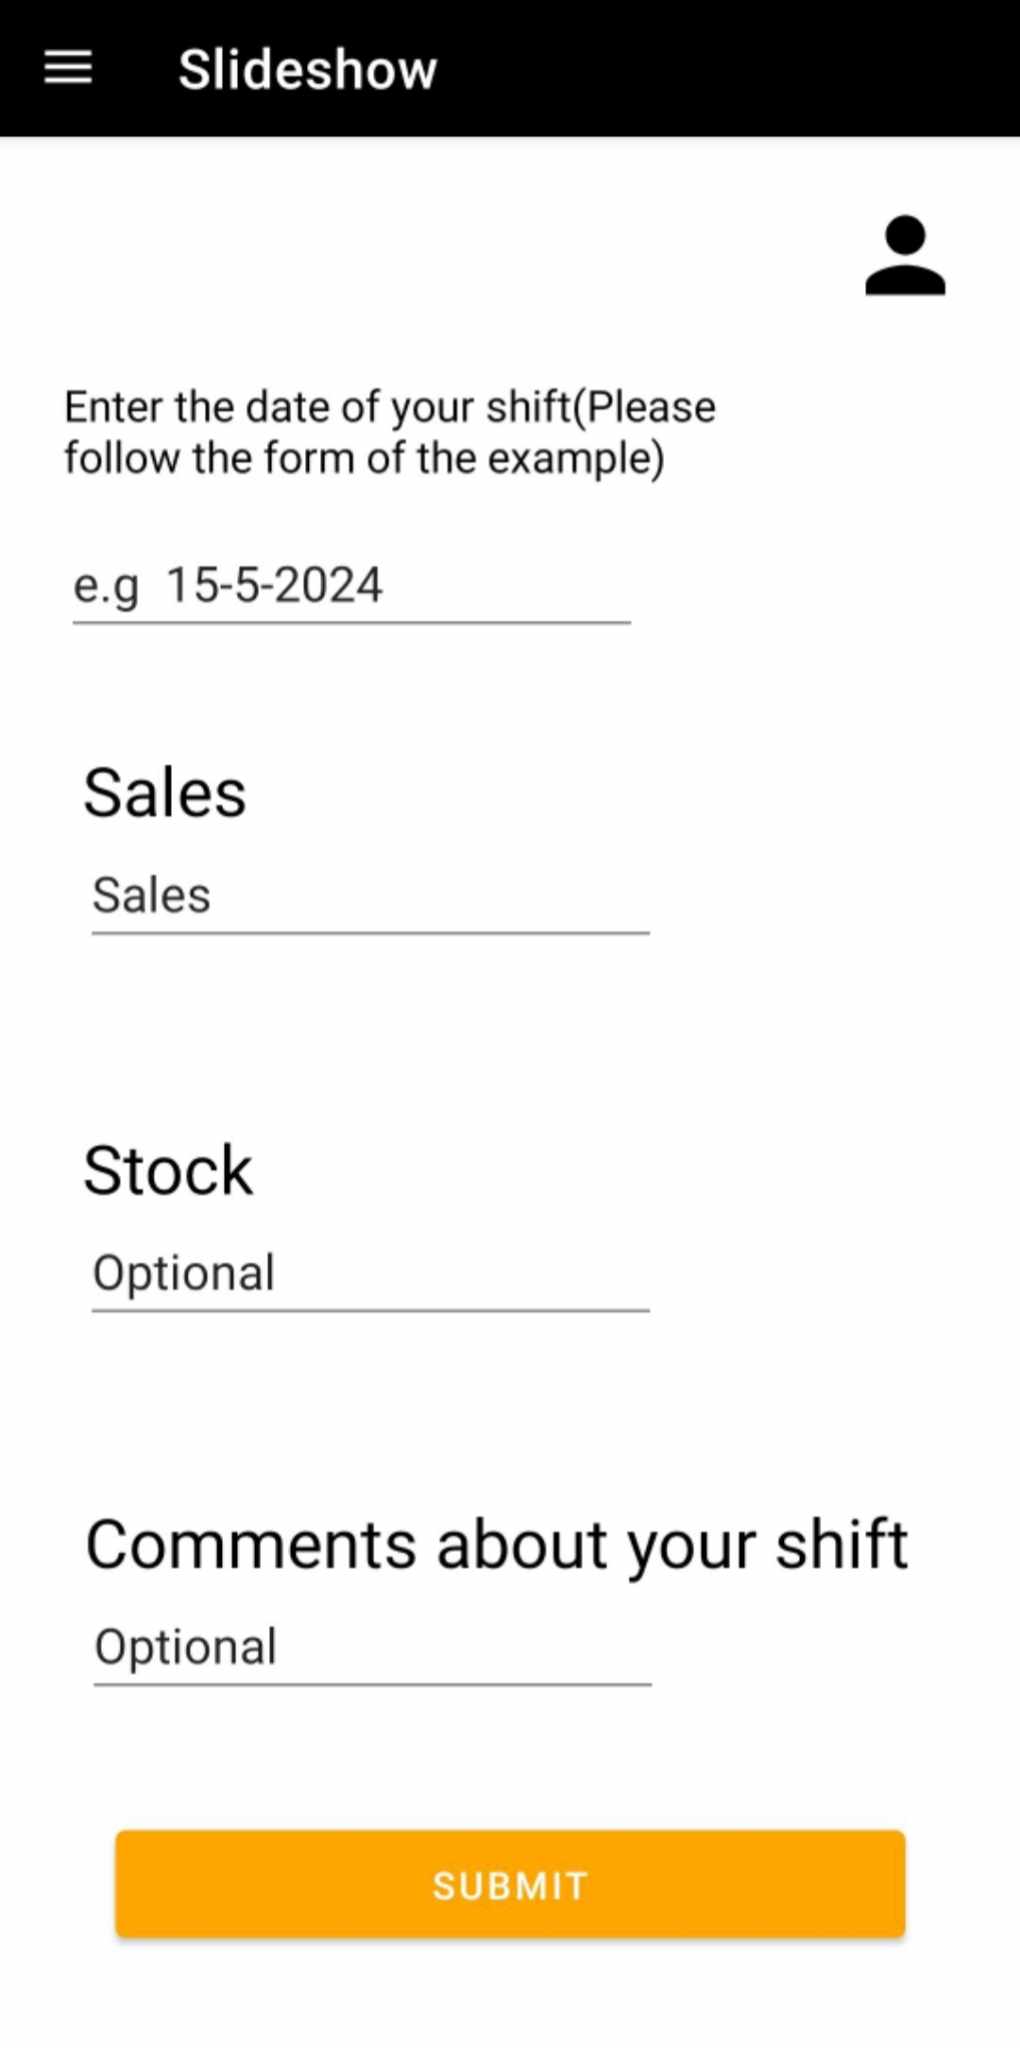 Slideshow
Enter the date of your shift(Please
follow the form of the example)
e.g  15-5-2024
Sales
Sales
Stock
Optional
Comments about your shift
Optional
SUBMIT